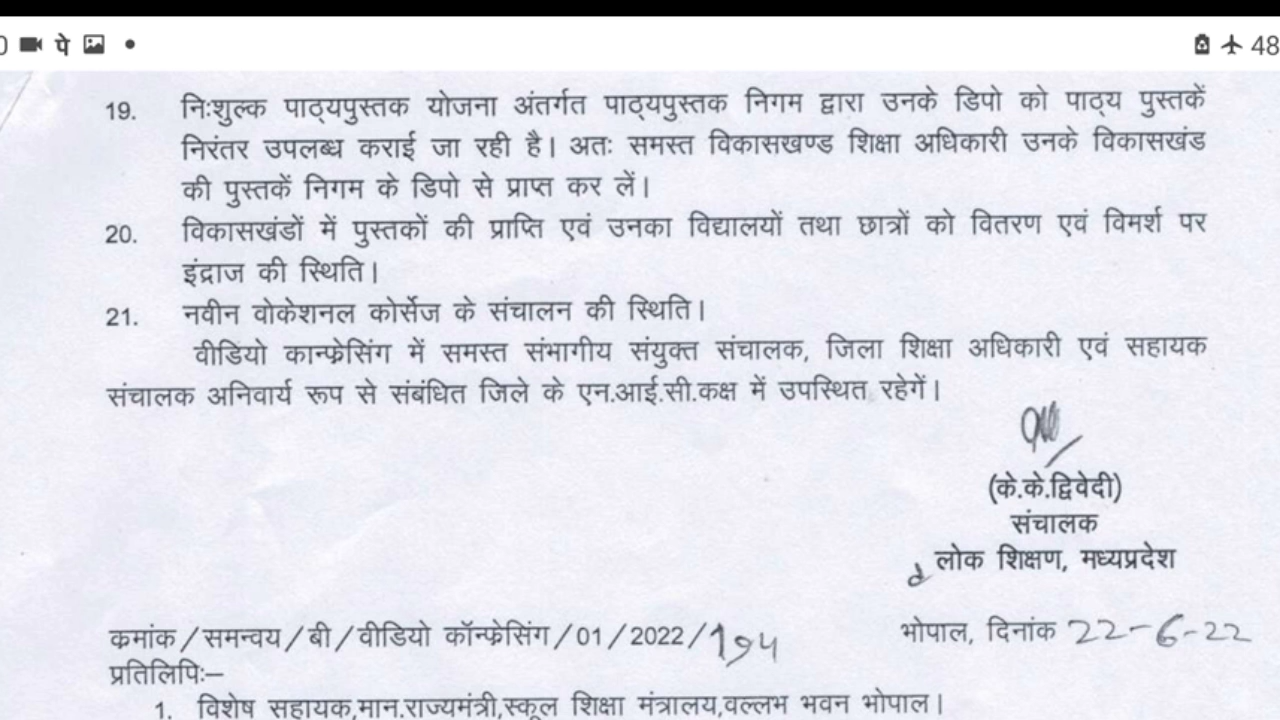 पे
48
19. निःशुल्क पाठ्यपुस्तक योजना अंतर्गत पाठ्यपुस्तक निगम द्वारा उनके डिपो को पाठ्य पुस्तकें
निरंतर उपलब्ध कराई जा रही है। अतः समस्त विकासखण्ड शिक्षा अधिकारी उनके विकासखंड
की पुस्तकें निगम के डिपो से प्राप्त कर लें।
20. विकासखंडों में पुस्तकों की प्राप्ति एवं उनका विद्यालयों तथा छात्रों को वितरण एवं विमर्श पर
इंद्राज की स्थिति।
21. नवीन वोकेशनल कोर्सेज के संचालन की स्थिति।
वीडियो कान्फ्रेसिंग में समस्त संभागीय संयुक्त संचालक, जिला शिक्षा अधिकारी एवं सहायक
संचालक अनिवार्य रूप से संबंधित जिले के एन.आई.सी.कक्ष में उपस्थित रहेगें।
(के.के.द्विवेदी)
संचालक
लोक शिक्षण, मध्यप्रदेश
कमांक/समन्वय/बी/वीडियो कॉन्फ्रेसिंग/01/2022/194
भोपाल, दिनांक 22-6-22
प्रतिलिपिः–
1. विशेष सहायक,मान.राज्यमंत्री,स्कूल शिक्षा मंत्रालय,वल्लभ भवन भोपाल।